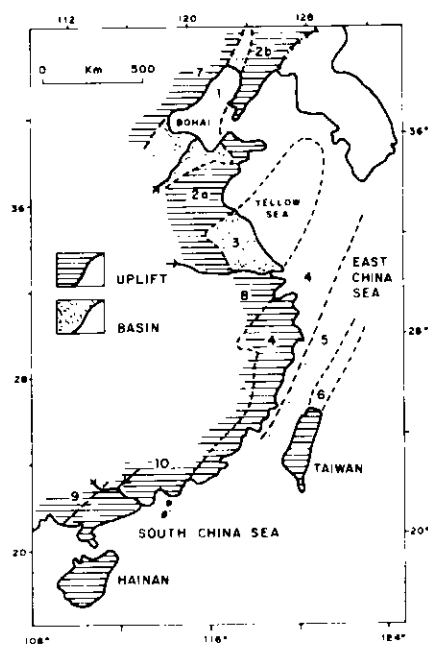 112 120 128
0 Km 500
7
2b
1
BOHAI
36°
2a
YELLOW
SEA
36
3
4
EAST
CHINA
SEA
UPLIFT
8
BASIN
4
28°
5
28
6
TAIWAN
10
9
SOUTH CHINA SEA
20°
20
HAINAN
108° 116° 124°